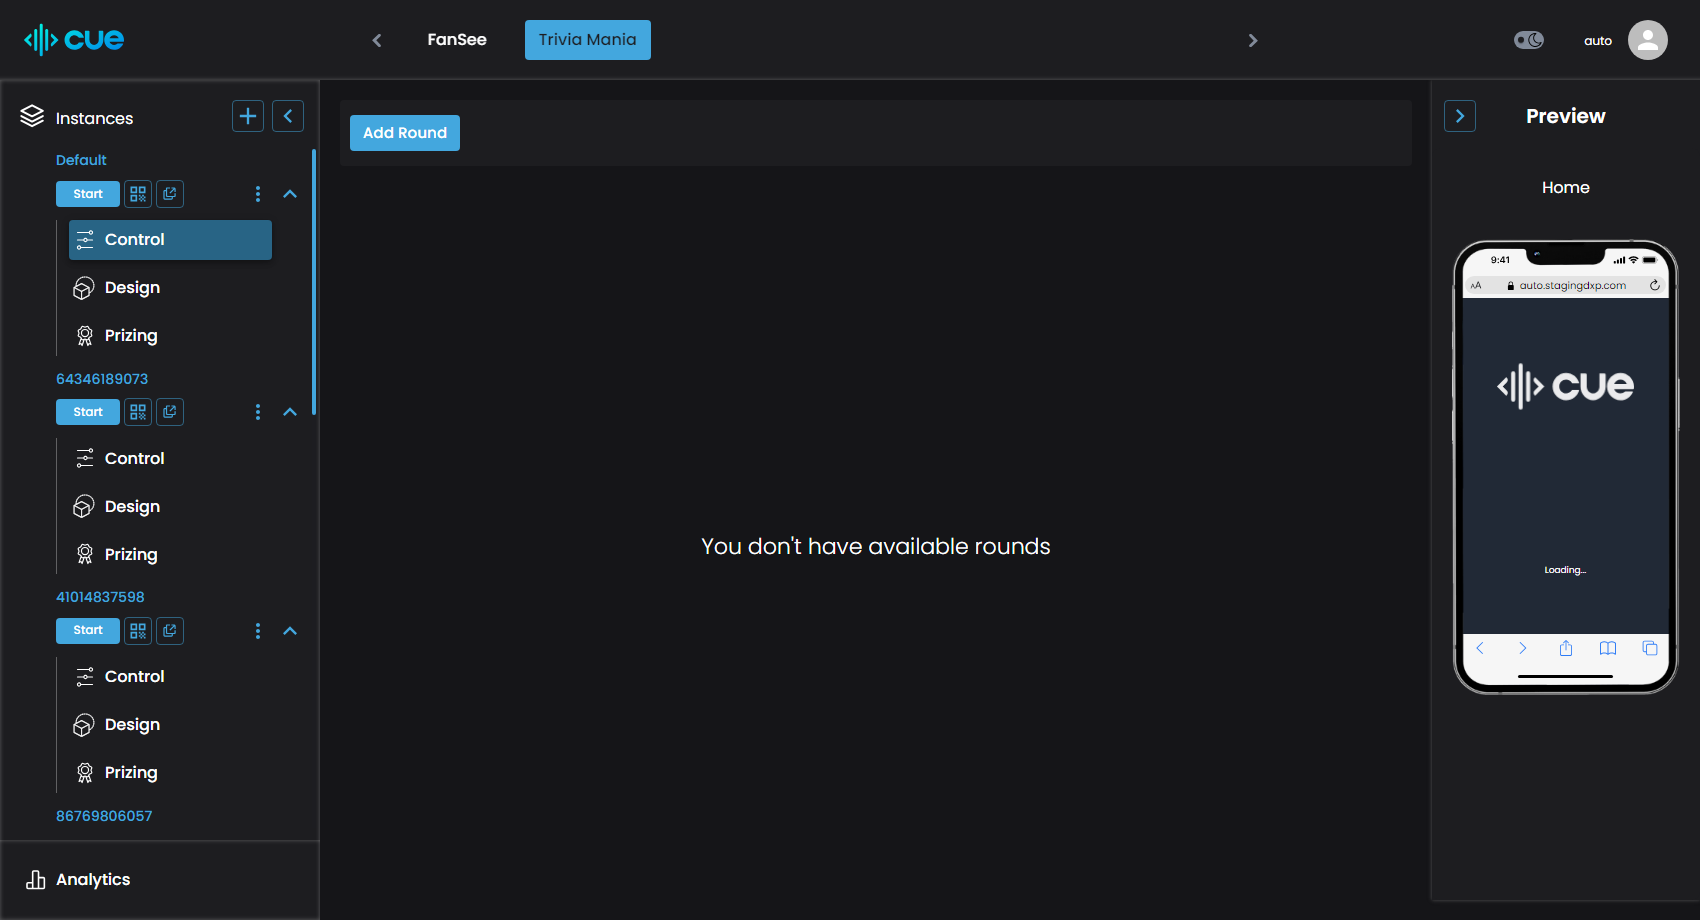 cue
FanSee
Trivia Mania
auto
Instances
Default
Start
Control
Design
Prizing
64346189073
Start
Control
Design
Prizing
41014837598
Start
Control
Design
Prizing
86769806057
Analytics
Add Round
You don't have available rounds
Preview
Home
9:41
AA auto.stagingdxp.com
cue
Loading...